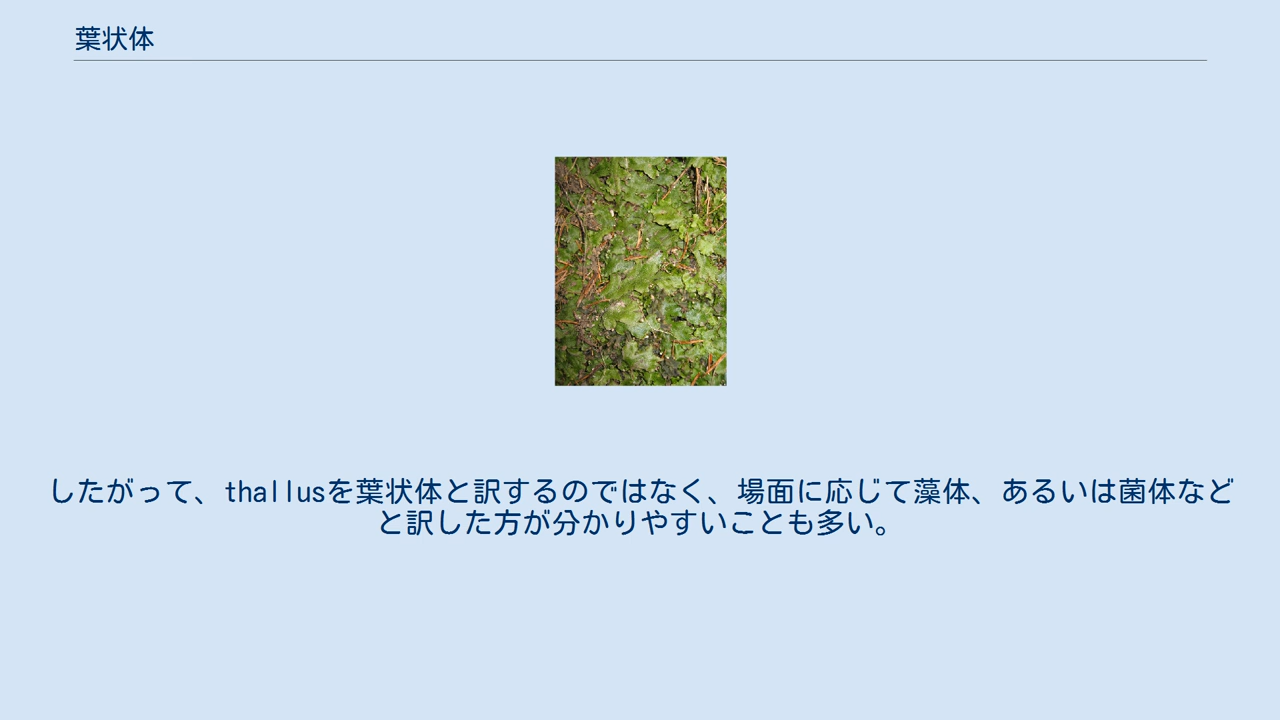 葉状体
したがって、thallusを葉状体と訳するのではなく、場面に応じて藻体、あるいは菌体など
と訳した方が分かりやすいことも多い。